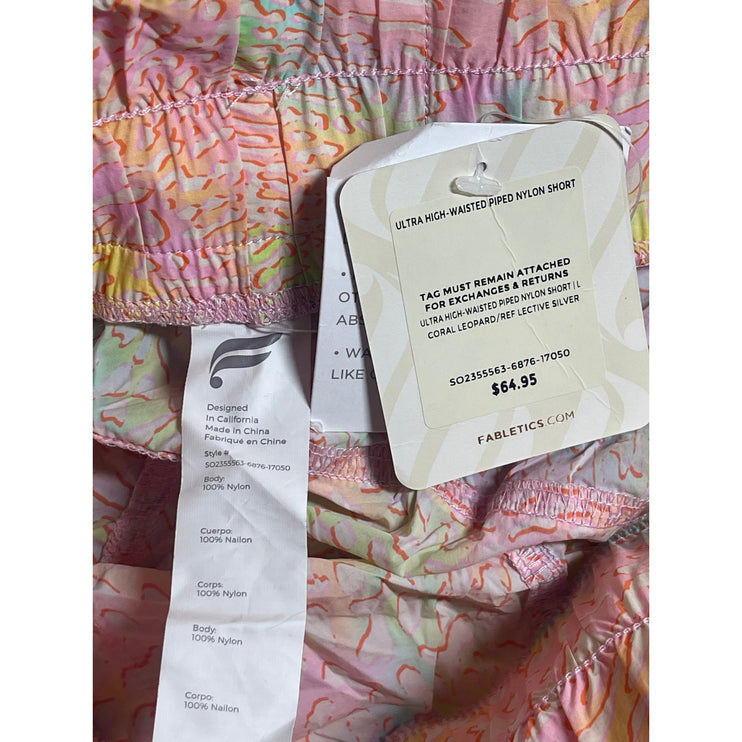 ULTRA HIGH-WAISTED PIPED NYLON SHORT
TAG MUST REMAIN ATTACHED
FOR EXCHANGES & RETURNS
ULTRA HIGH-WAISTED PIPED NYLON SHORT | L
CORAL LEOPARD/REF LECTIVE SILVER
SO2355563-6876-17050
$64.95
FABLETICS.COM
OT
ABS
• WA
LIKE
Designed
In California
Made in China
Fabriqué en Chine
Style #
SO2355563-6876-17050
Body:
100% Nylon
Cuerpo:
100% Nailon
Corps:
100% Nylon
Body:
100% Nylon
Corpo:
100% Nailon